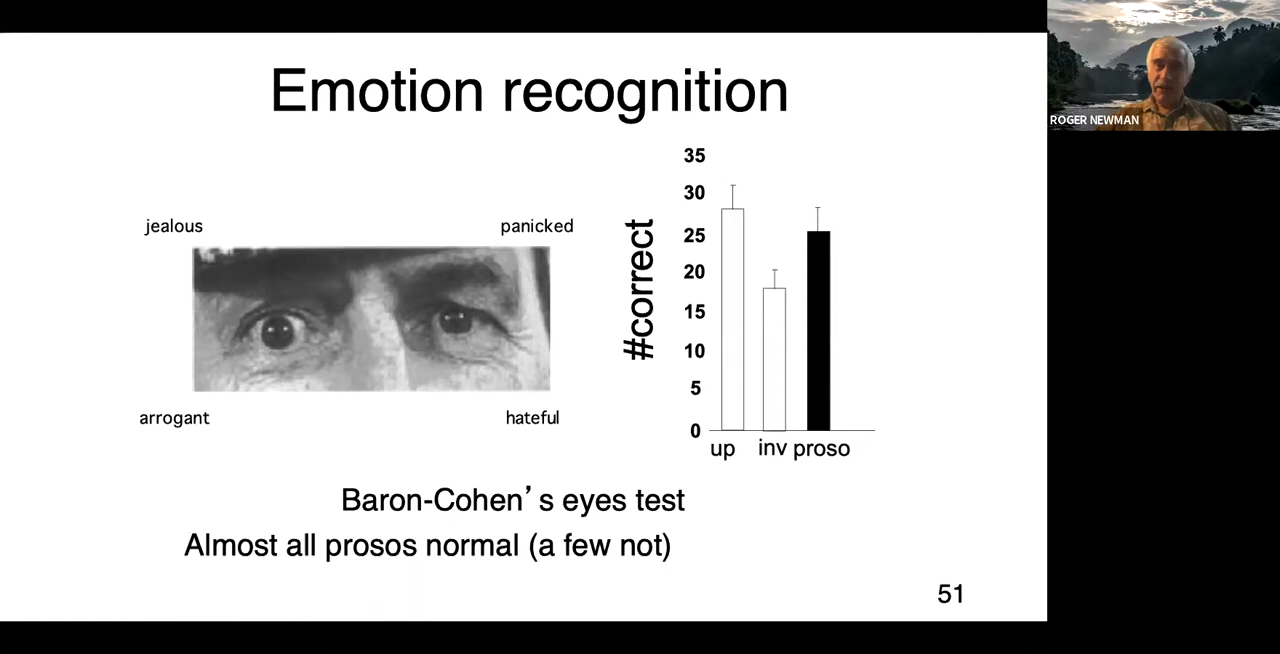 Emotion recognition
ROGER NEWMAN
jealous
panicked
arrogant
hateful
#correct
35
30
25
20
15
10
5
0
up
inv
proso
Baron-Cohen’s eyes test
Almost all prosos normal (a few not)
51